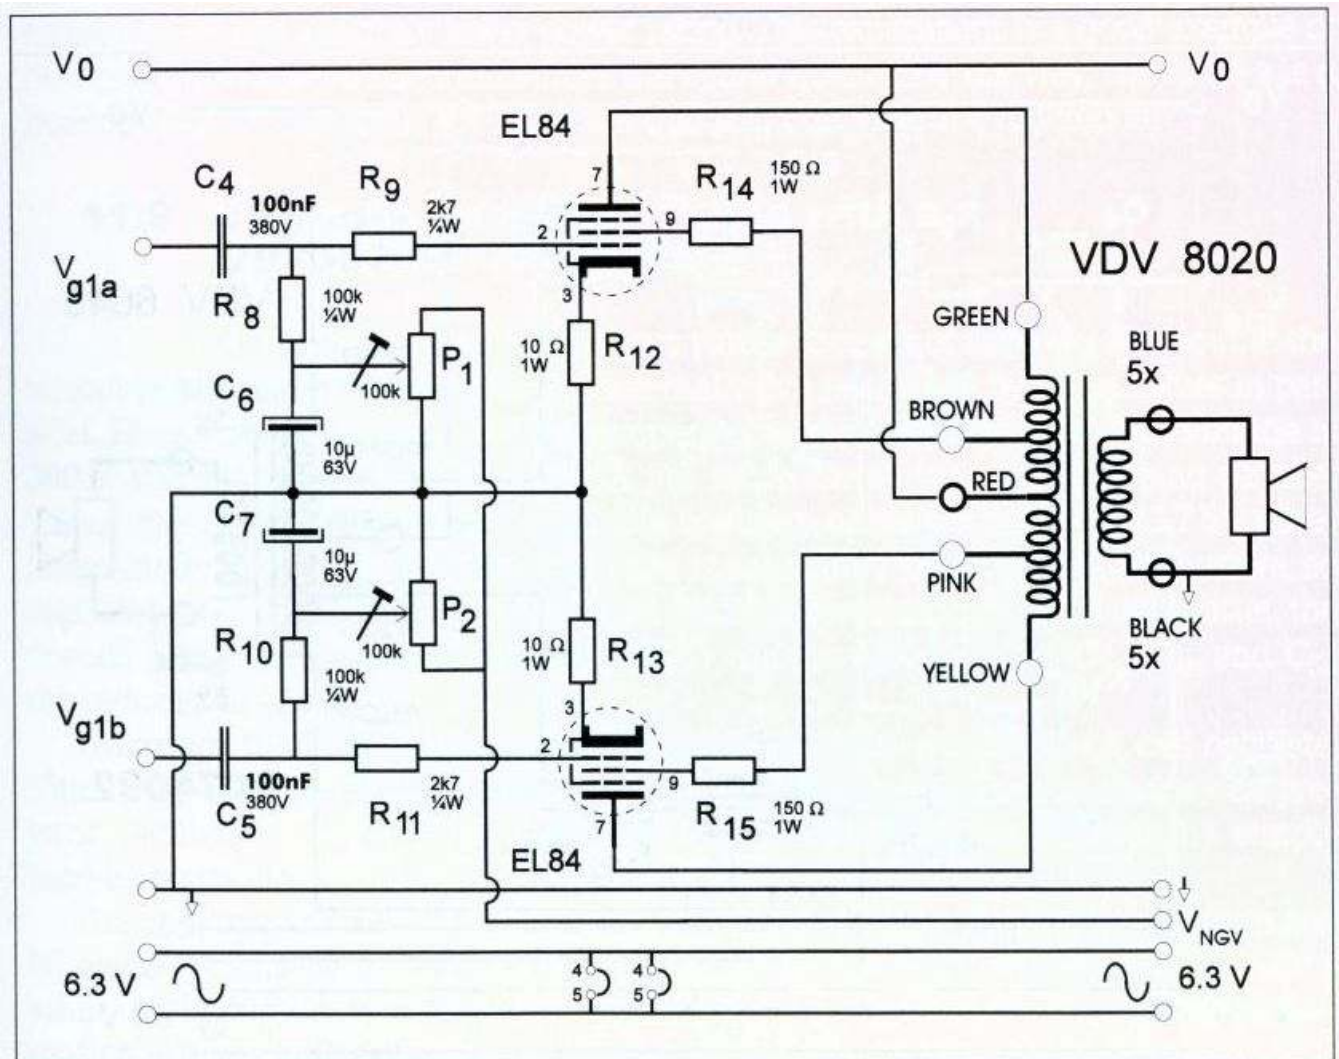 V0
V0
EL84
C4
100nF
380V
R9
2k7
¼W
7
2
9
3
R14
150 Ω
1W
VDV 8020
Vg1a
R8
100k
¼W
P1
100k
10 Ω
1W
R12
GREEN
BLUE
5x
C6
10µ
63V
BROWN
RED
C7
10µ
63V
PINK
P2
100k
R10
100k
¼W
10 Ω
1W
R13
BLACK
5x
YELLOW
Vg1b
3
2
9
7
C5
100nF
380V
R11
2k7
¼W
R15
150 Ω
1W
EL84
VNGV
6.3 V
4
5
4
5
6.3 V